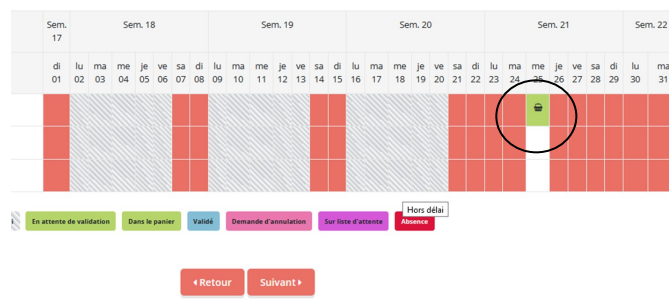 Sem. 17 Sem. 18 Sem. 19 Sem. 20 Sem. 21 Sem. 22
di lu ma me je ve sa di lu ma me je ve sa di lu ma me je ve sa di lu ma me je ve sa di lu ma
01 02 03 04 05 06 07 08 09 10 11 12 13 14 15 16 17 18 19 20 21 22 23 24 25 26 27 28 29 30 31
Hors délai
En attente de validation Dans le panier Validé Demande d'annulation Sur liste d'attente Absence
Retour Suivant